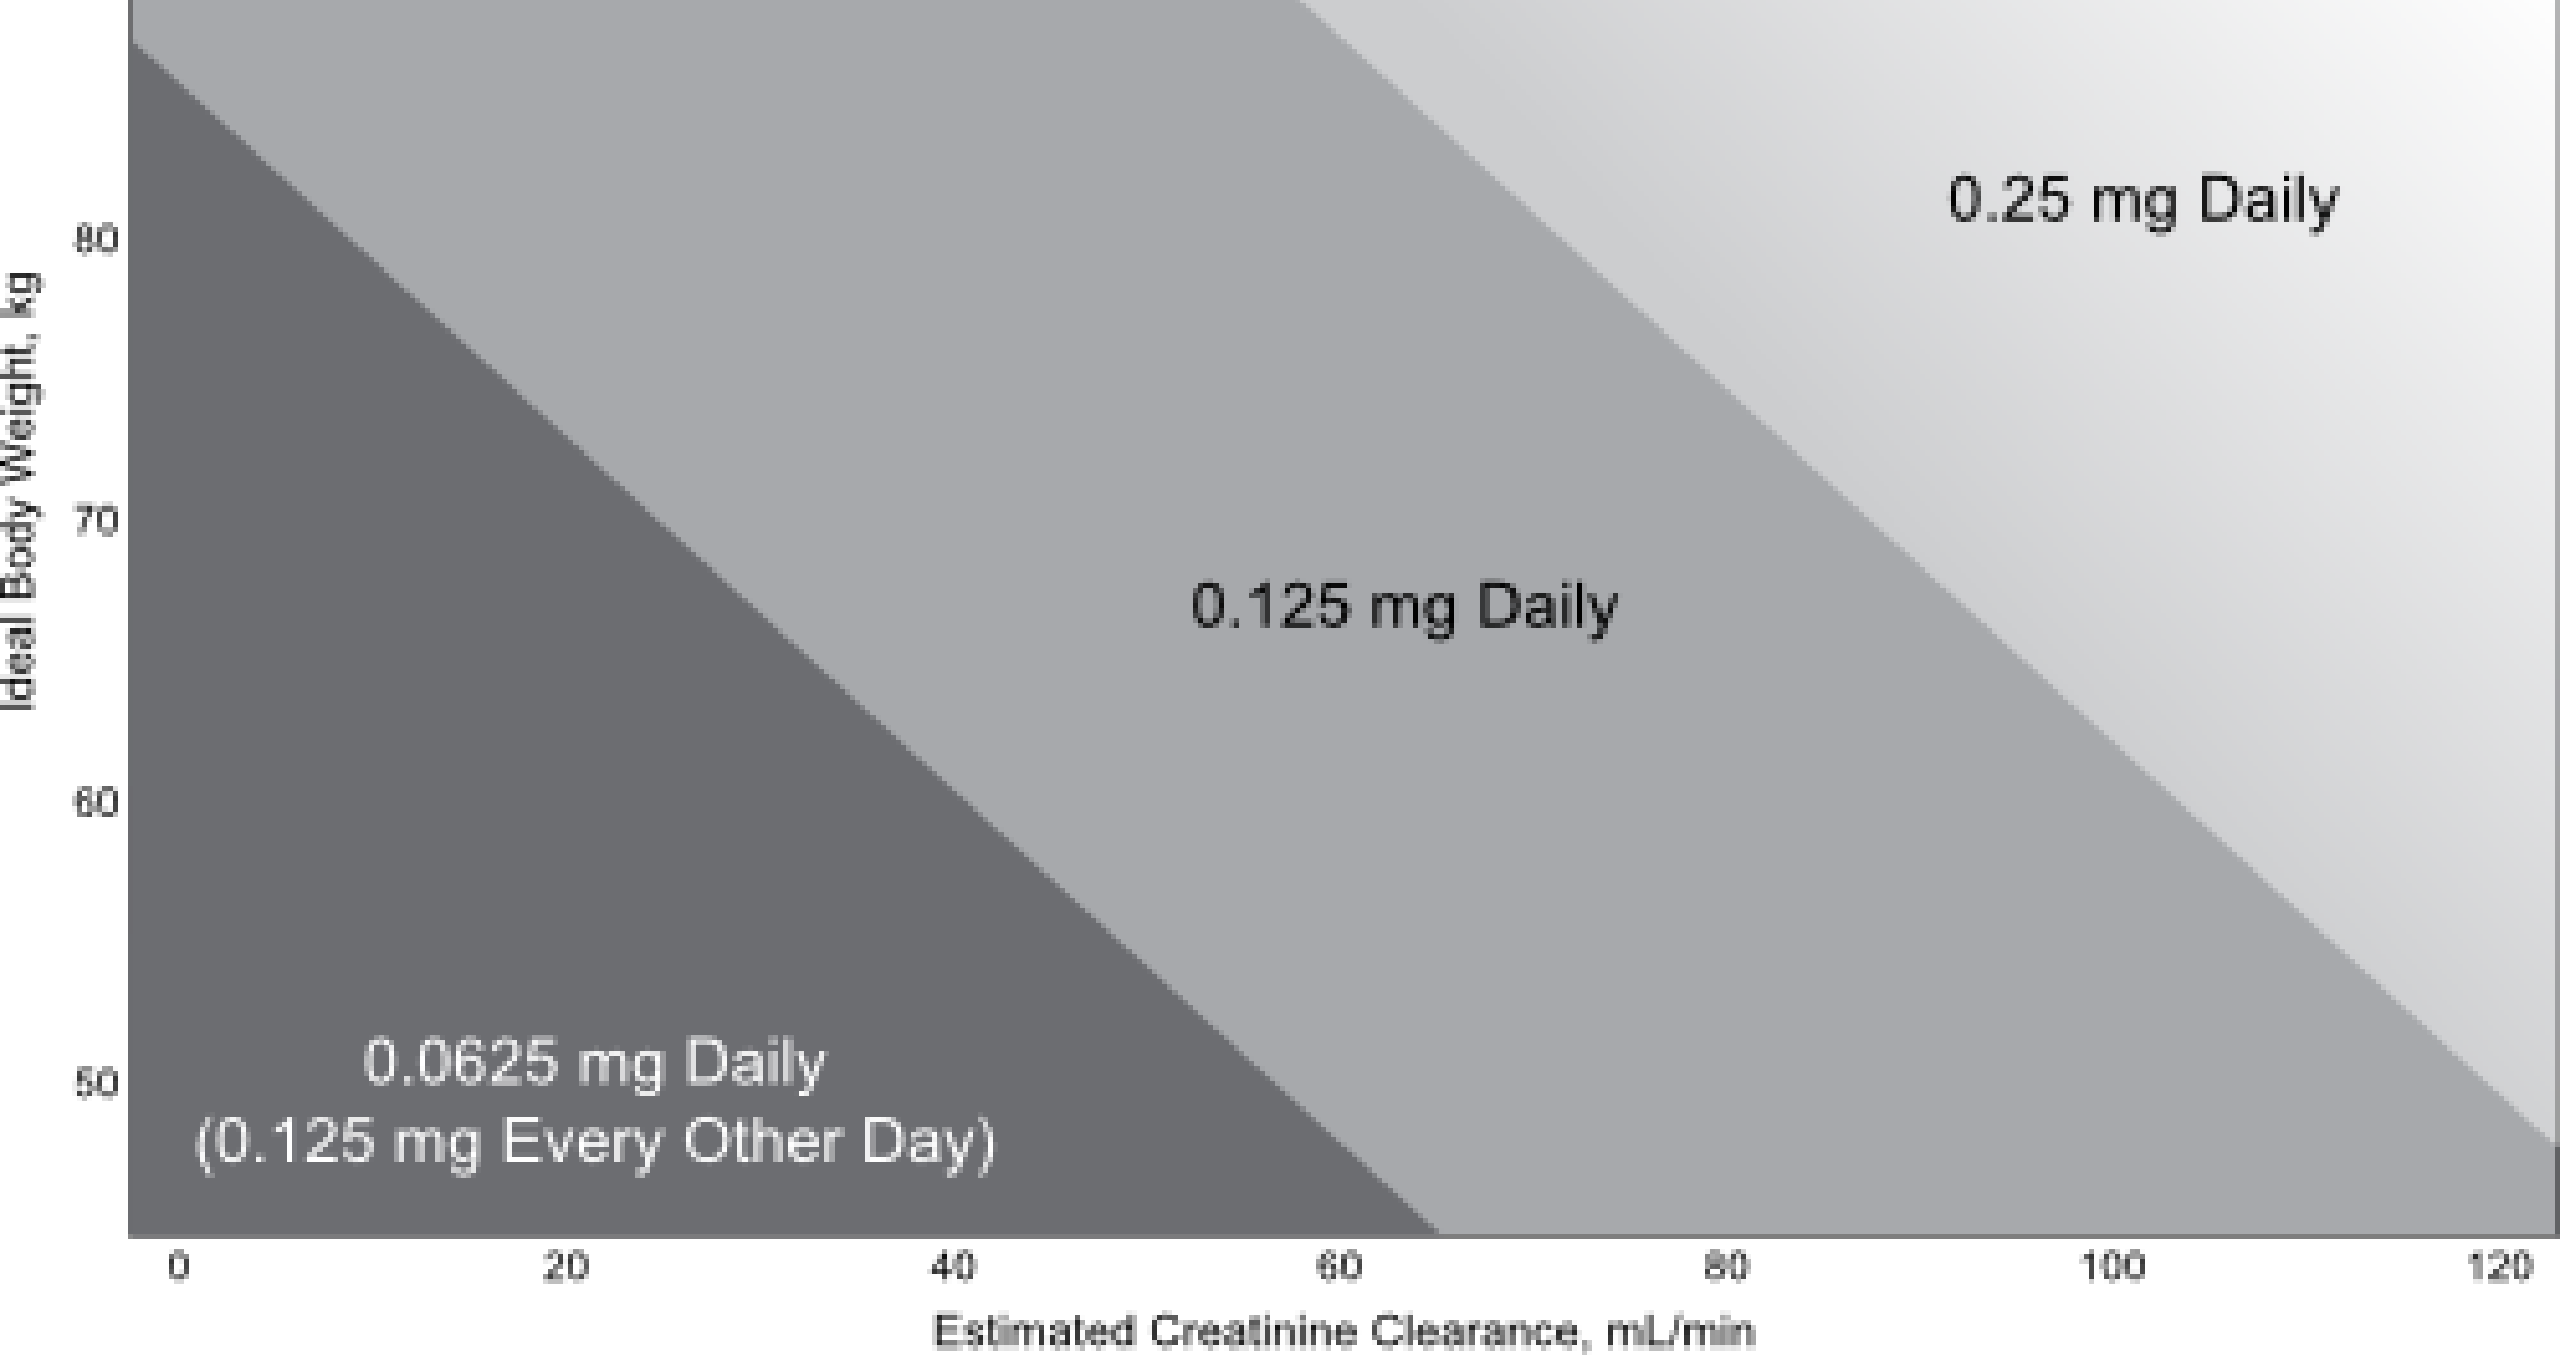 0.25 mg Daily
80
Ideal Body Weight, kg
70
0.125 mg Daily
60
0.0625 mg Daily
50
(0.125 mg Every Other Day)
0 20 40 60 80 100 120
Estimated Creatinine Clearance, mL/min